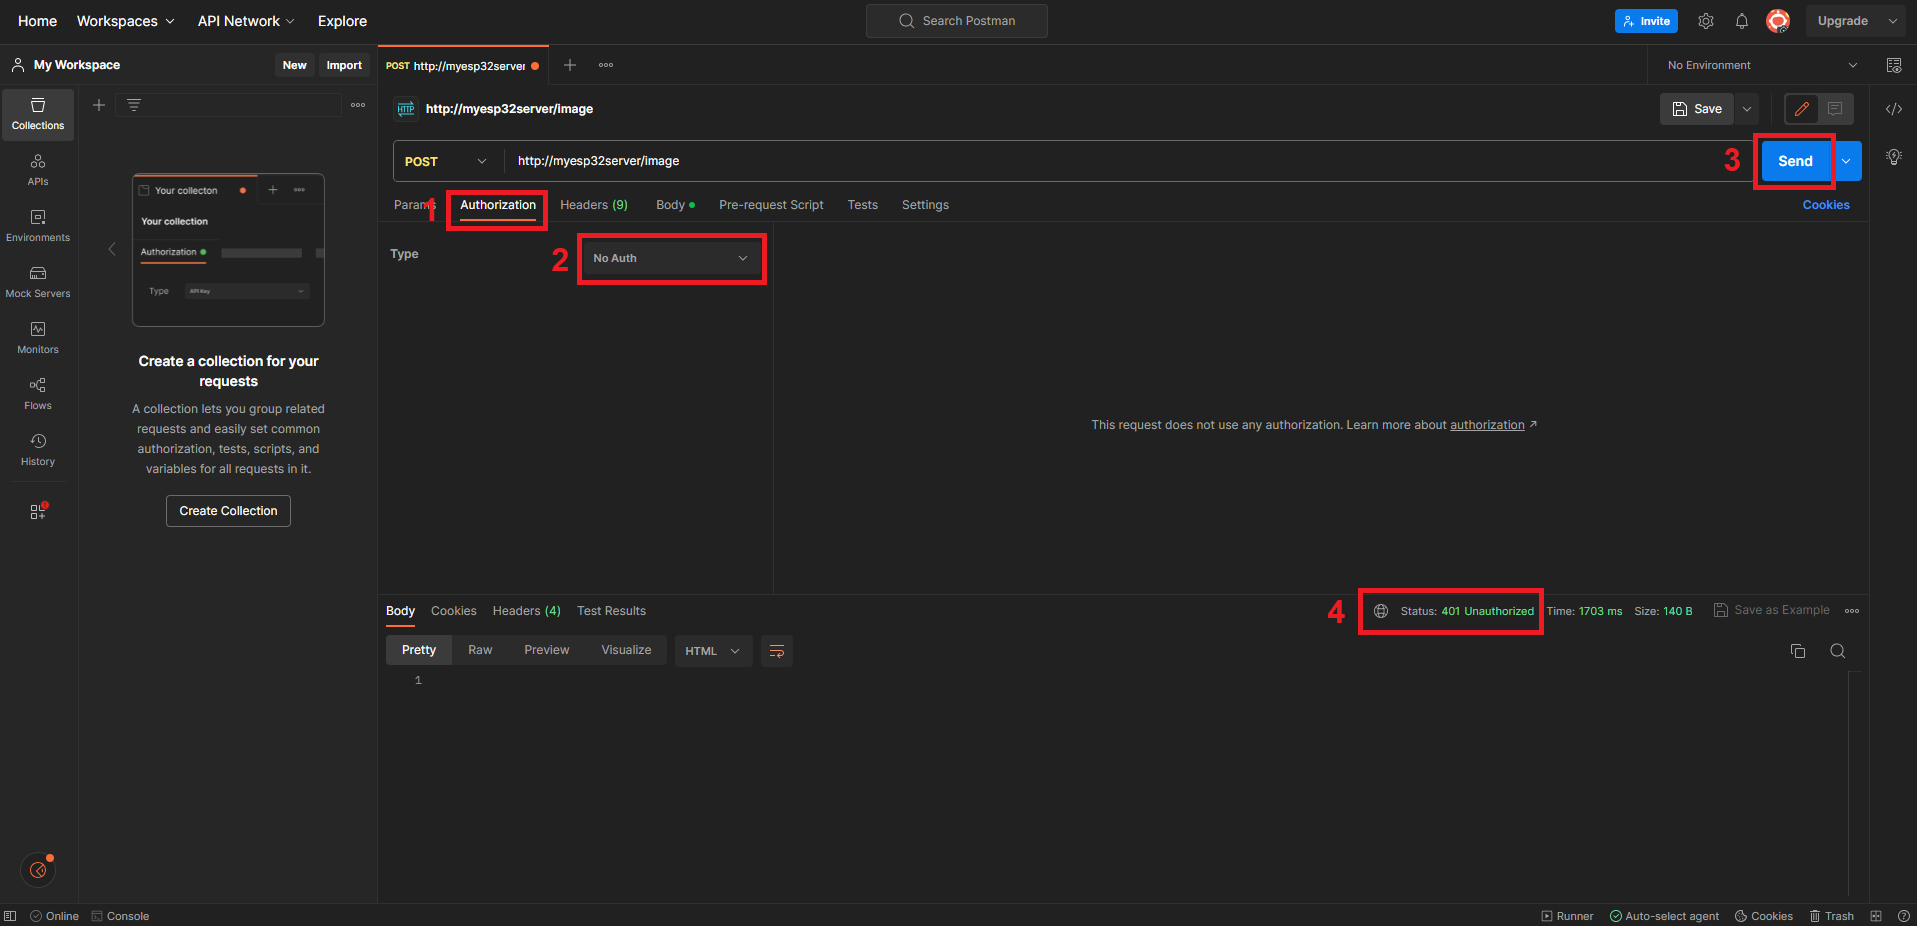 Home Workspaces API Network Explore
Search Postman
Invite
Upgrade
My Workspace
New Import
POST http://myesp32server
No Environment
Collections
APIs
Environments
Mock Servers
Monitors
Flows
History
Your collecton
Your collection
Authorization
Type API Key
Create a collection for your
requests
A collection lets you group related
requests and easily set common
authorization, tests, scripts, and
variables for all requests in it.
Create Collection
HTTP
http://myesp32server/image
Save
POST http://myesp32server/image
3 Send
Params 1 Authorization Headers (9) Body Pre-request Script Tests Settings
Cookies
Type 2 No Auth
This request does not use any authorization. Learn more about authorization
Body Cookies Headers (4) Test Results
4 Status: 401 Unauthorized Time: 1703 ms Size: 140 B Save as Example
Pretty Raw Preview Visualize HTML
1
Online Console
Runner Auto-select agent Cookies Trash